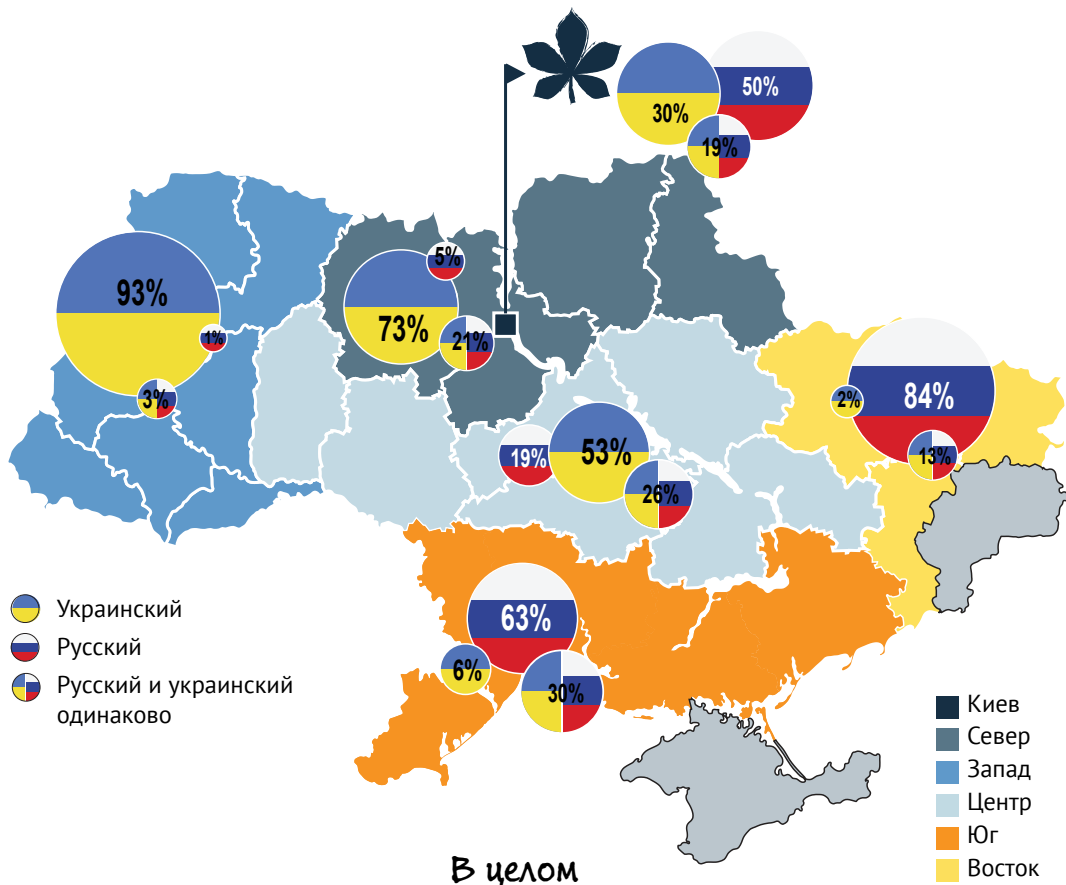 50%
30%
19%
5%
93%
73%
21%
1%
3%
84%
2%
13%
53%
19%
26%
63%
6%
30%
Украинский
Русский
Русский и украинский
одинаково
Киев
Север
Запад
Центр
Юг
Восток
В целом